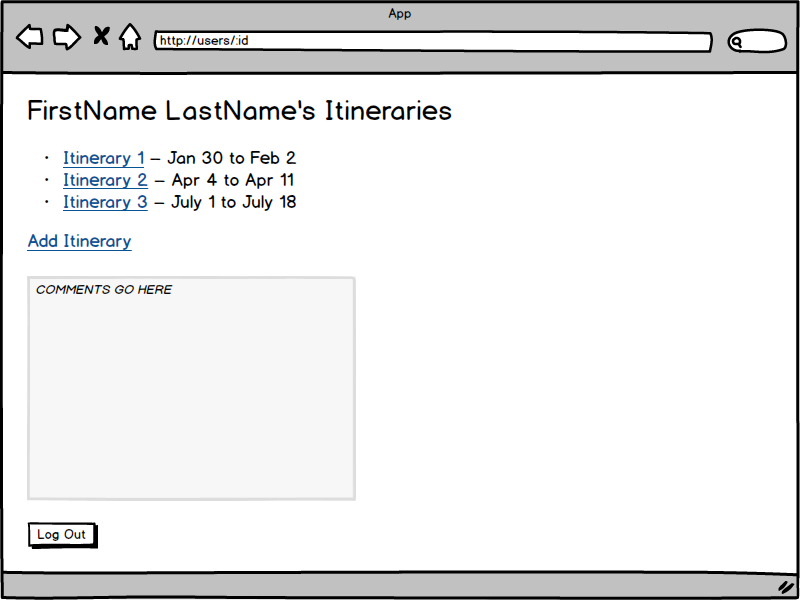 App
http://users/:id
FirstName LastName's Itineraries
• Itinerary 1 – Jan 30 to Feb 2
• Itinerary 2 – Apr 4 to Apr 11
• Itinerary 3 – July 1 to July 18
Add Itinerary
COMMENTS GO HERE
Log Out